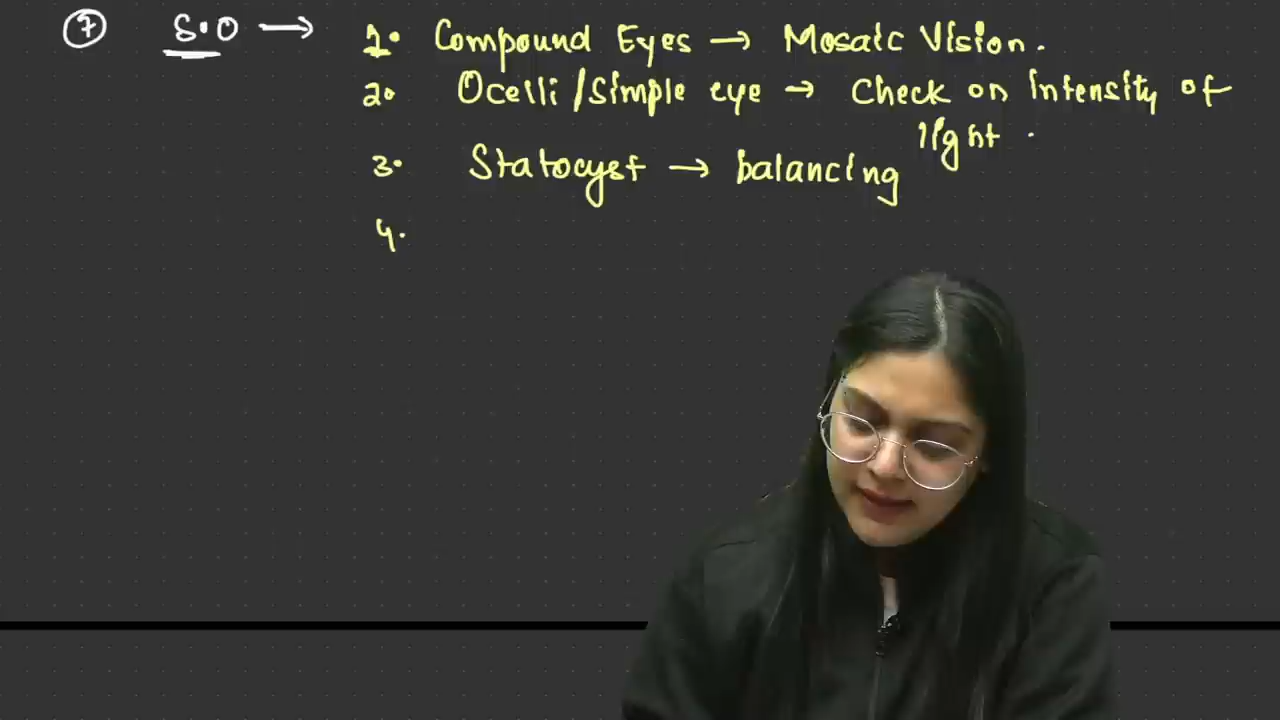 ⑦ S.O → 1. Compound Eyes → Mosaic Vision.
2. Ocelli/Simple eye → Check on intensity of
light.
3. Statocyst → balancing
4.